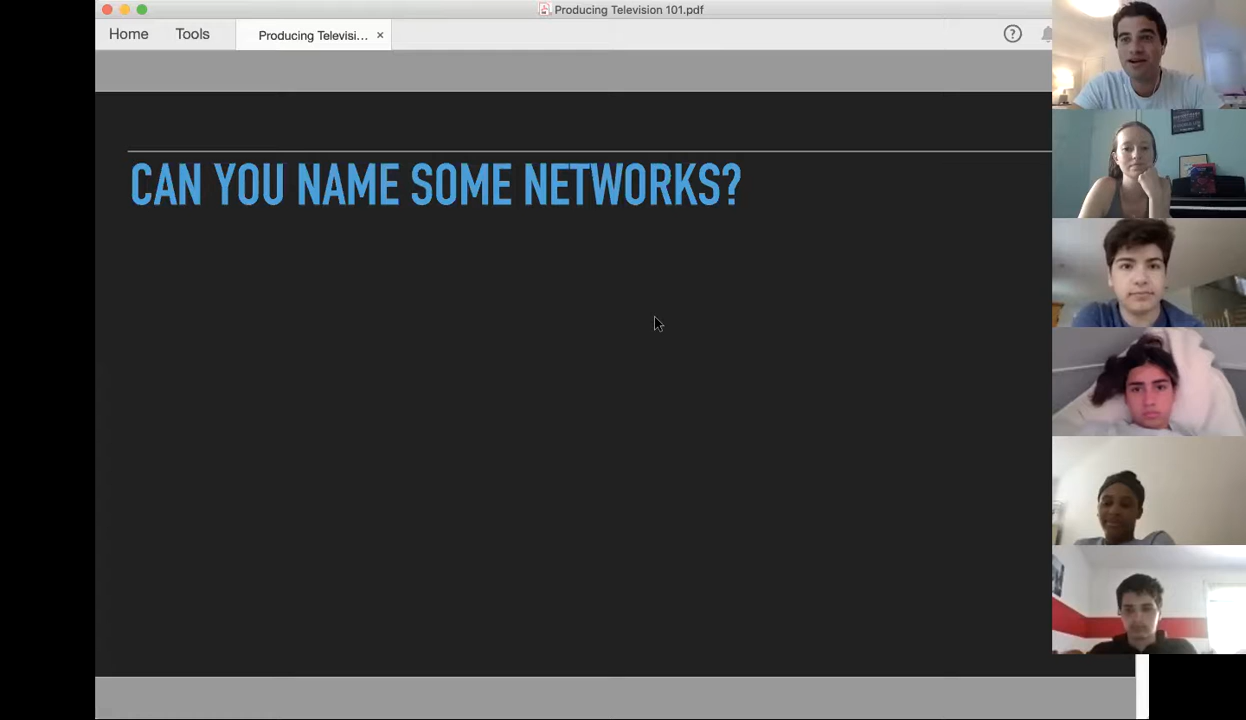 Producing Television 101.pdf
Home Tools Producing Televisi... × ?
CAN YOU NAME SOME NETWORKS?